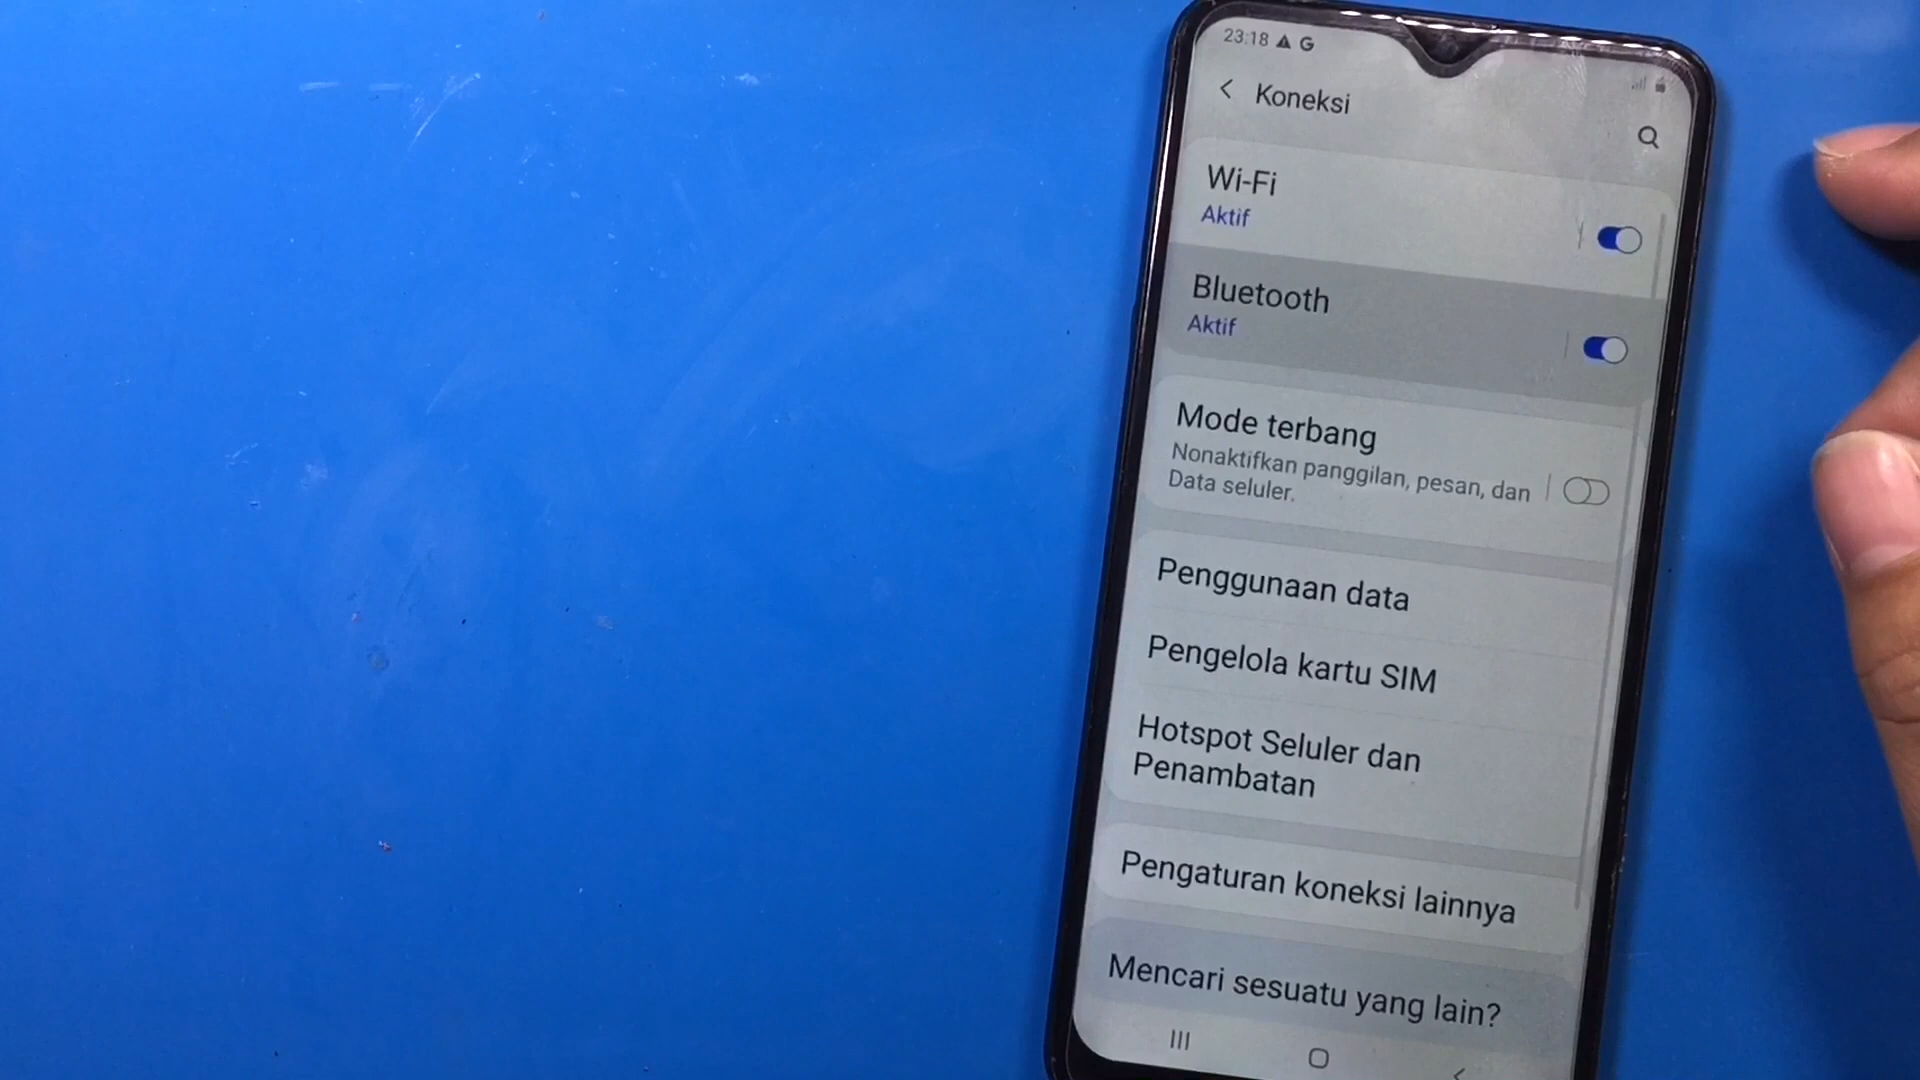 23:18
Koneksi
Wi-Fi
Aktif
Bluetooth
Aktif
Mode terbang
Nonaktifkan panggilan, pesan, dan
Data seluler.
Penggunaan data
Pengelola kartu SIM
Hotspot Seluler dan
Penambatan
Pengaturan koneksi lainnya
Mencari sesuatu yang lain?